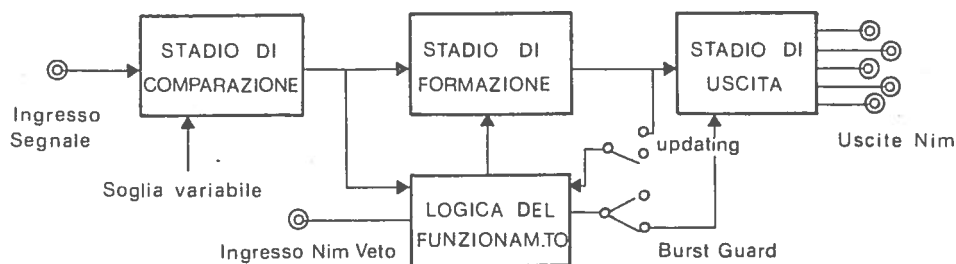 STADIO DI
COMPARAZIONE
STADIO DI
FORMAZIONE
STADIO DI
USCITA
Ingresso
Segnale
Soglia variabile
updating
Uscite Nim
LOGICA DEL
FUNZIONAM.TO
Ingresso Nim Veto
Burst Guard